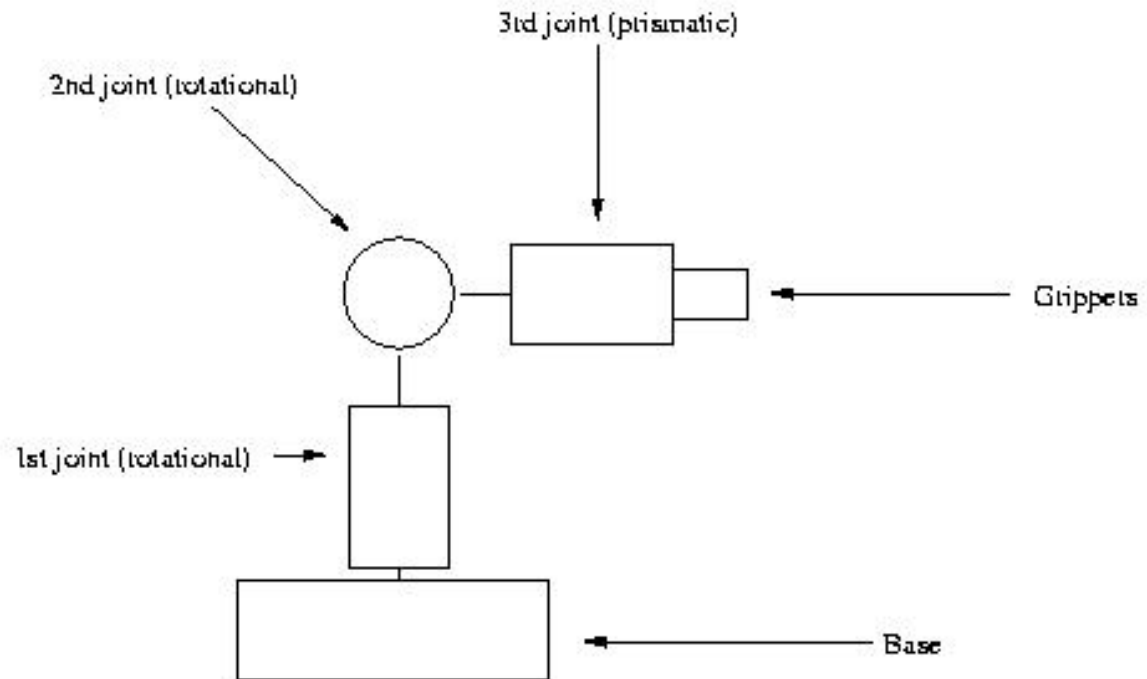 3rd joint (prismatic)
2nd joint (rotational)
Grippers
1st joint (rotational)
Base